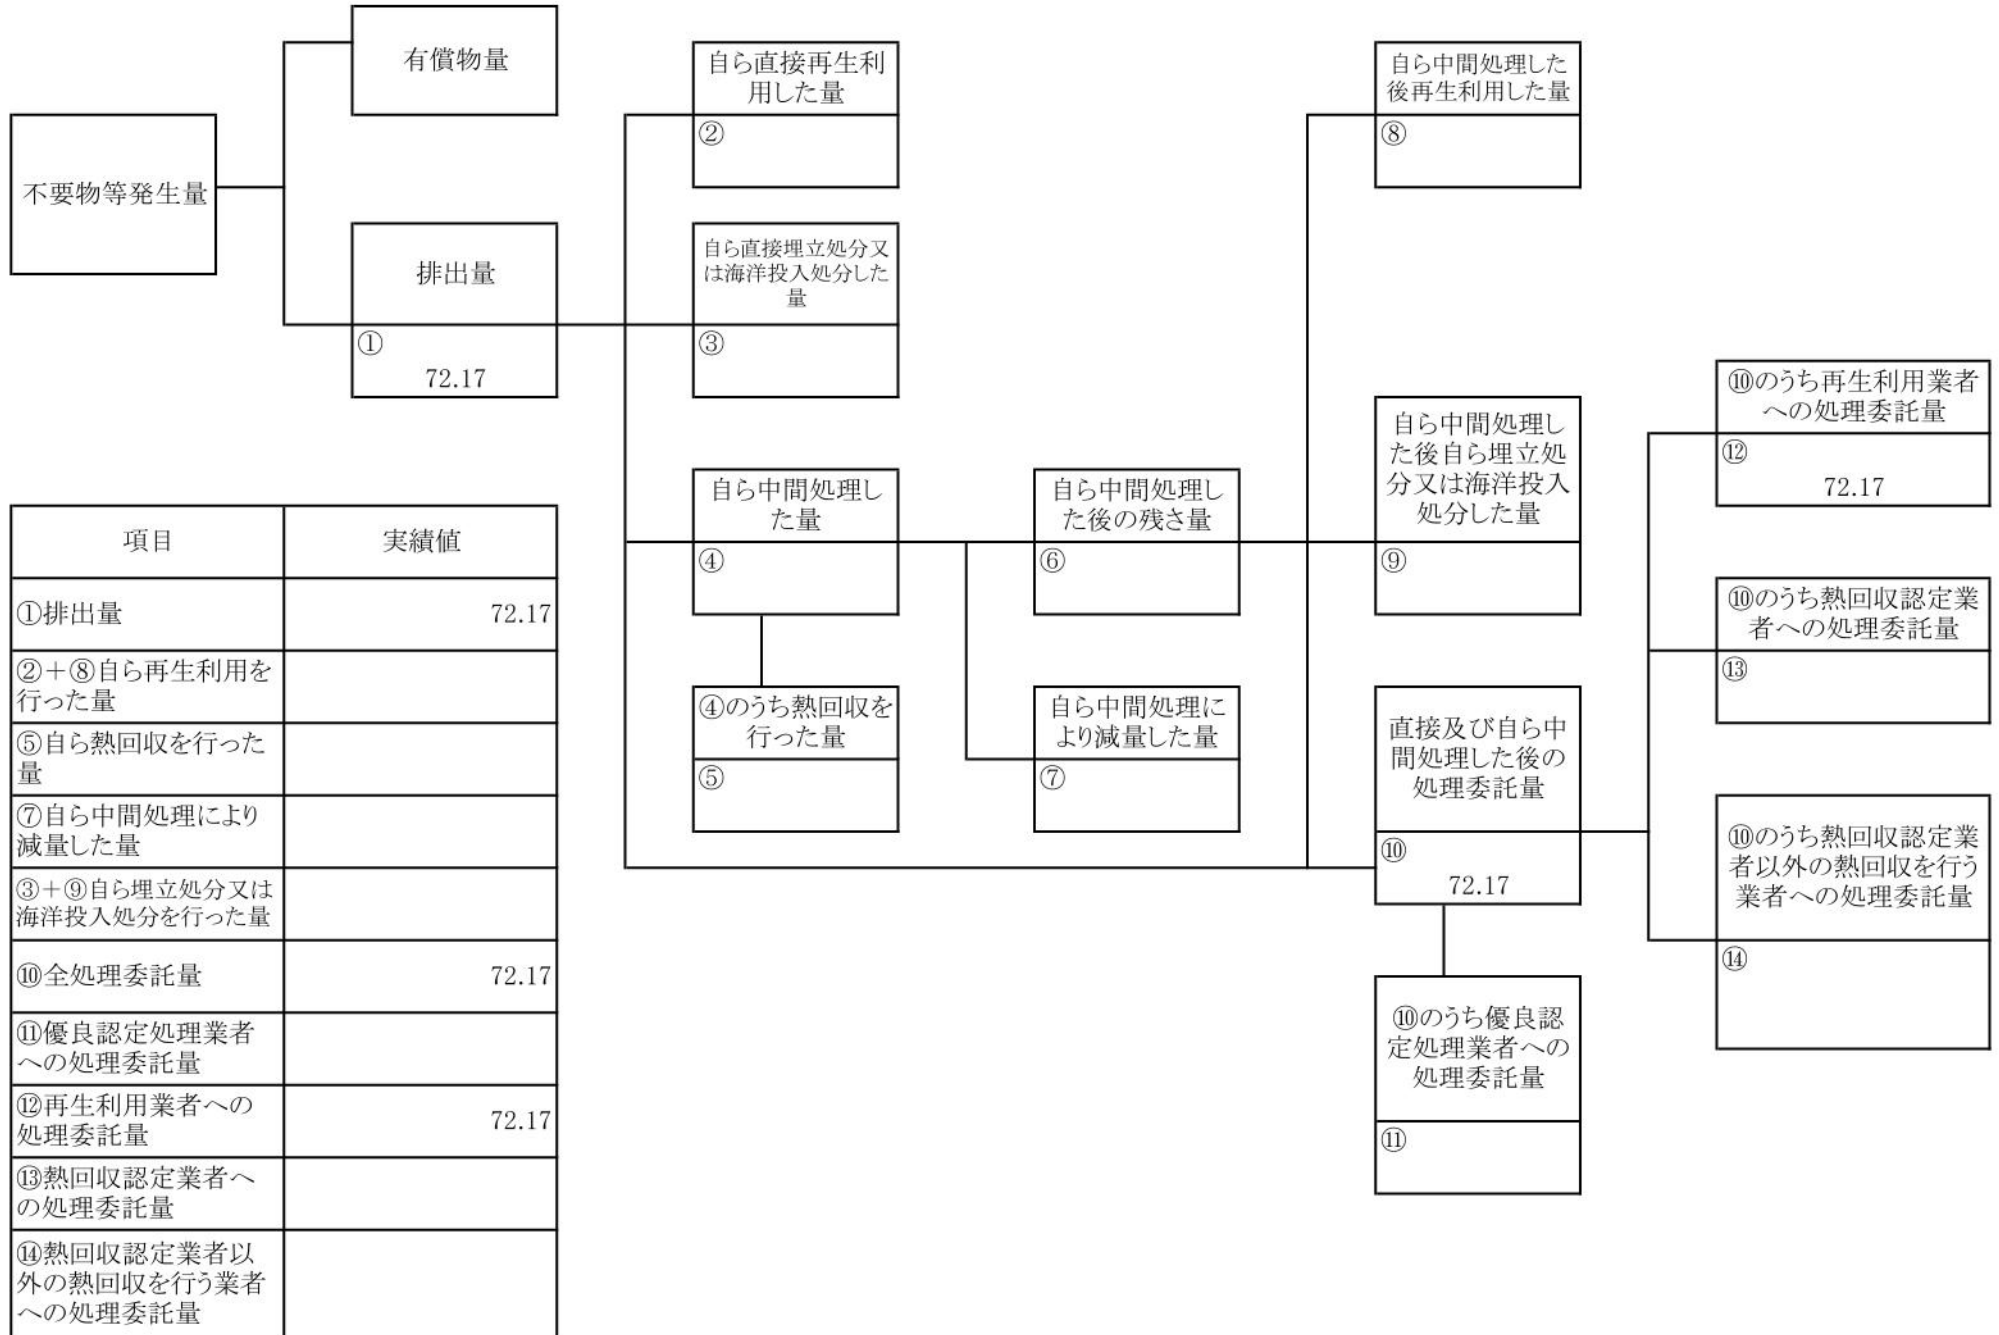 有償物量
不要物等発生量
排出量
①
72.17
自ら直接再生利
用した量
②
自ら直接埋立処分又
は海洋投入処分した
量
③
自ら中間処理し
た量
④
④のうち熱回収を
行った量
⑤
自ら中間処理し
た後の残さ量
⑥
自ら中間処理に
より減量した量
⑦
自ら中間処理した
後再生利用した量
⑧
自ら中間処理し
た後自ら埋立処
分又は海洋投入
処分した量
⑨
直接及び自ら中
間処理した後の
処理委託量
⑩
72.17
⑩のうち優良認
定処理業者への
処理委託量
⑪
⑩のうち再生利用業者
への処理委託量
⑫
72.17
⑩のうち熱回収認定業
者への処理委託量
⑬
⑩のうち熱回収認定業
者以外の熱回収を行う
業者への処理委託量
⑭
項目 実績値
①排出量 72.17
②＋⑧自ら再生利用を
行った量
⑤自ら熱回収を行った
量
⑦自ら中間処理により
減量した量
③＋⑨自ら埋立処分又は
海洋投入処分を行った量
⑩全処理委託量 72.17
⑪優良認定処理業者
への処理委託量
⑫再生利用業者への
処理委託量 72.17
⑬熱回収認定業者へ
の処理委託量
⑭熱回収認定業者以
外の熱回収を行う業者
への処理委託量